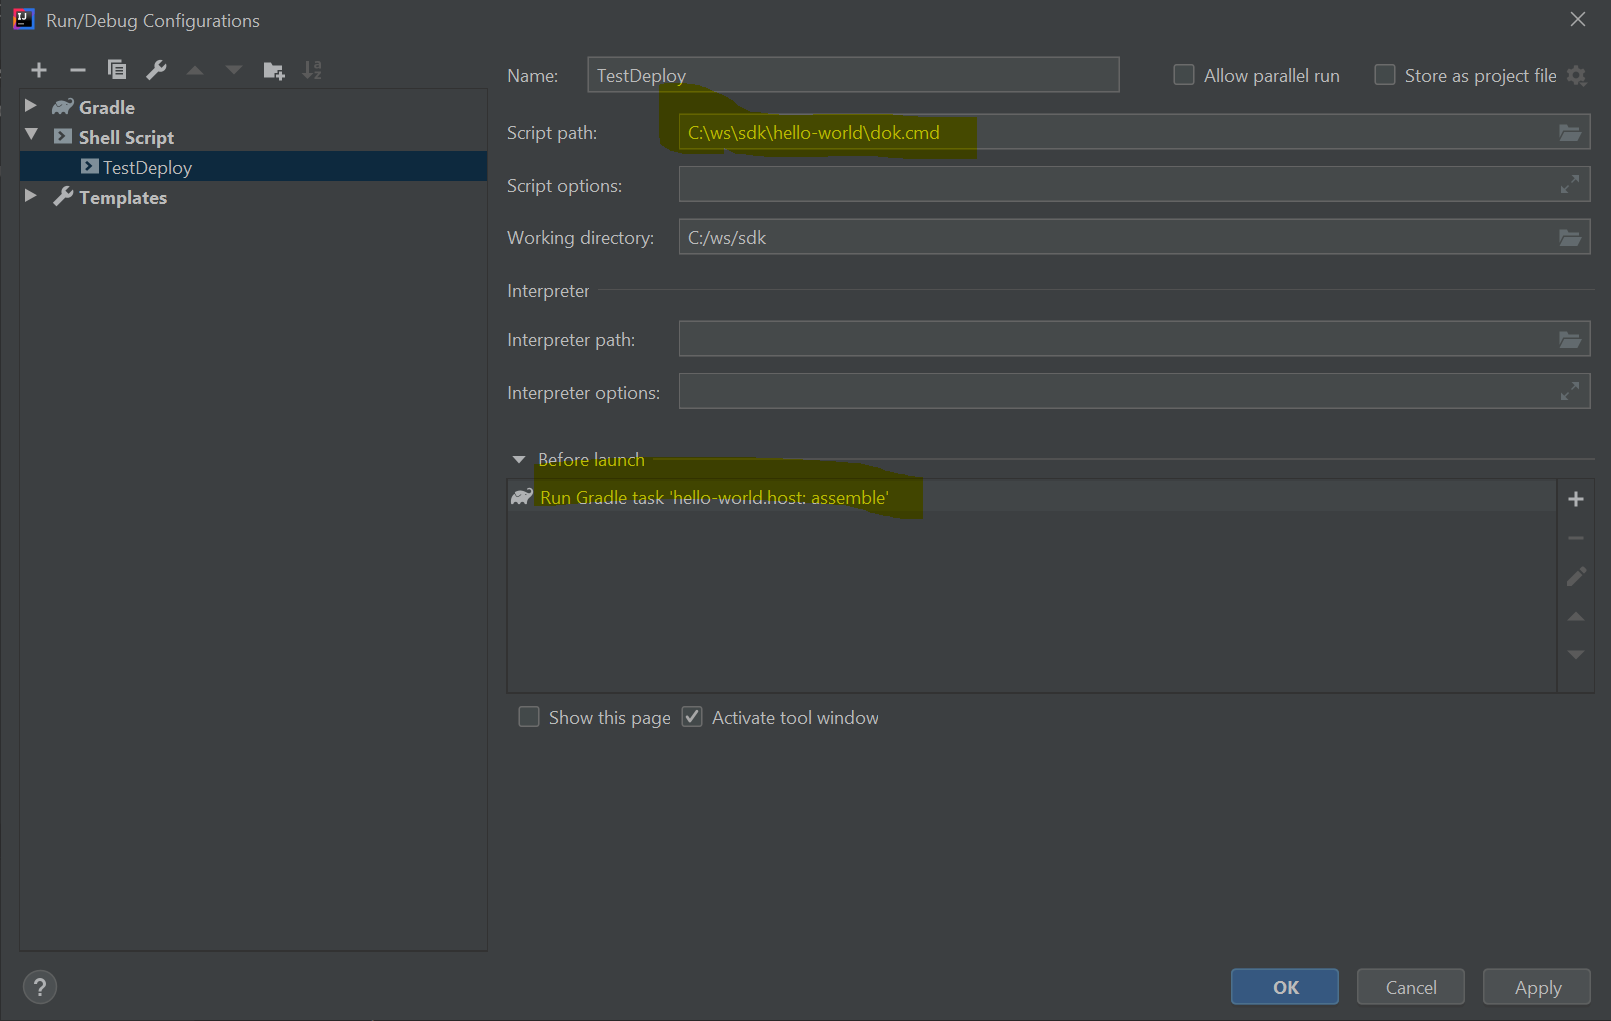 Run/Debug Configurations
Name: TestDeploy Allow parallel run Store as project file
Gradle
Shell Script
TestDeploy
Templates
Script path: C:\ws\sdk\hello-world\dok.cmd
Script options:
Working directory: C:/ws/sdk
Interpreter
Interpreter path:
Interpreter options:
Before launch
Run Gradle task 'hello-world.host: assemble'
Show this page Activate tool window
? OK Cancel Apply